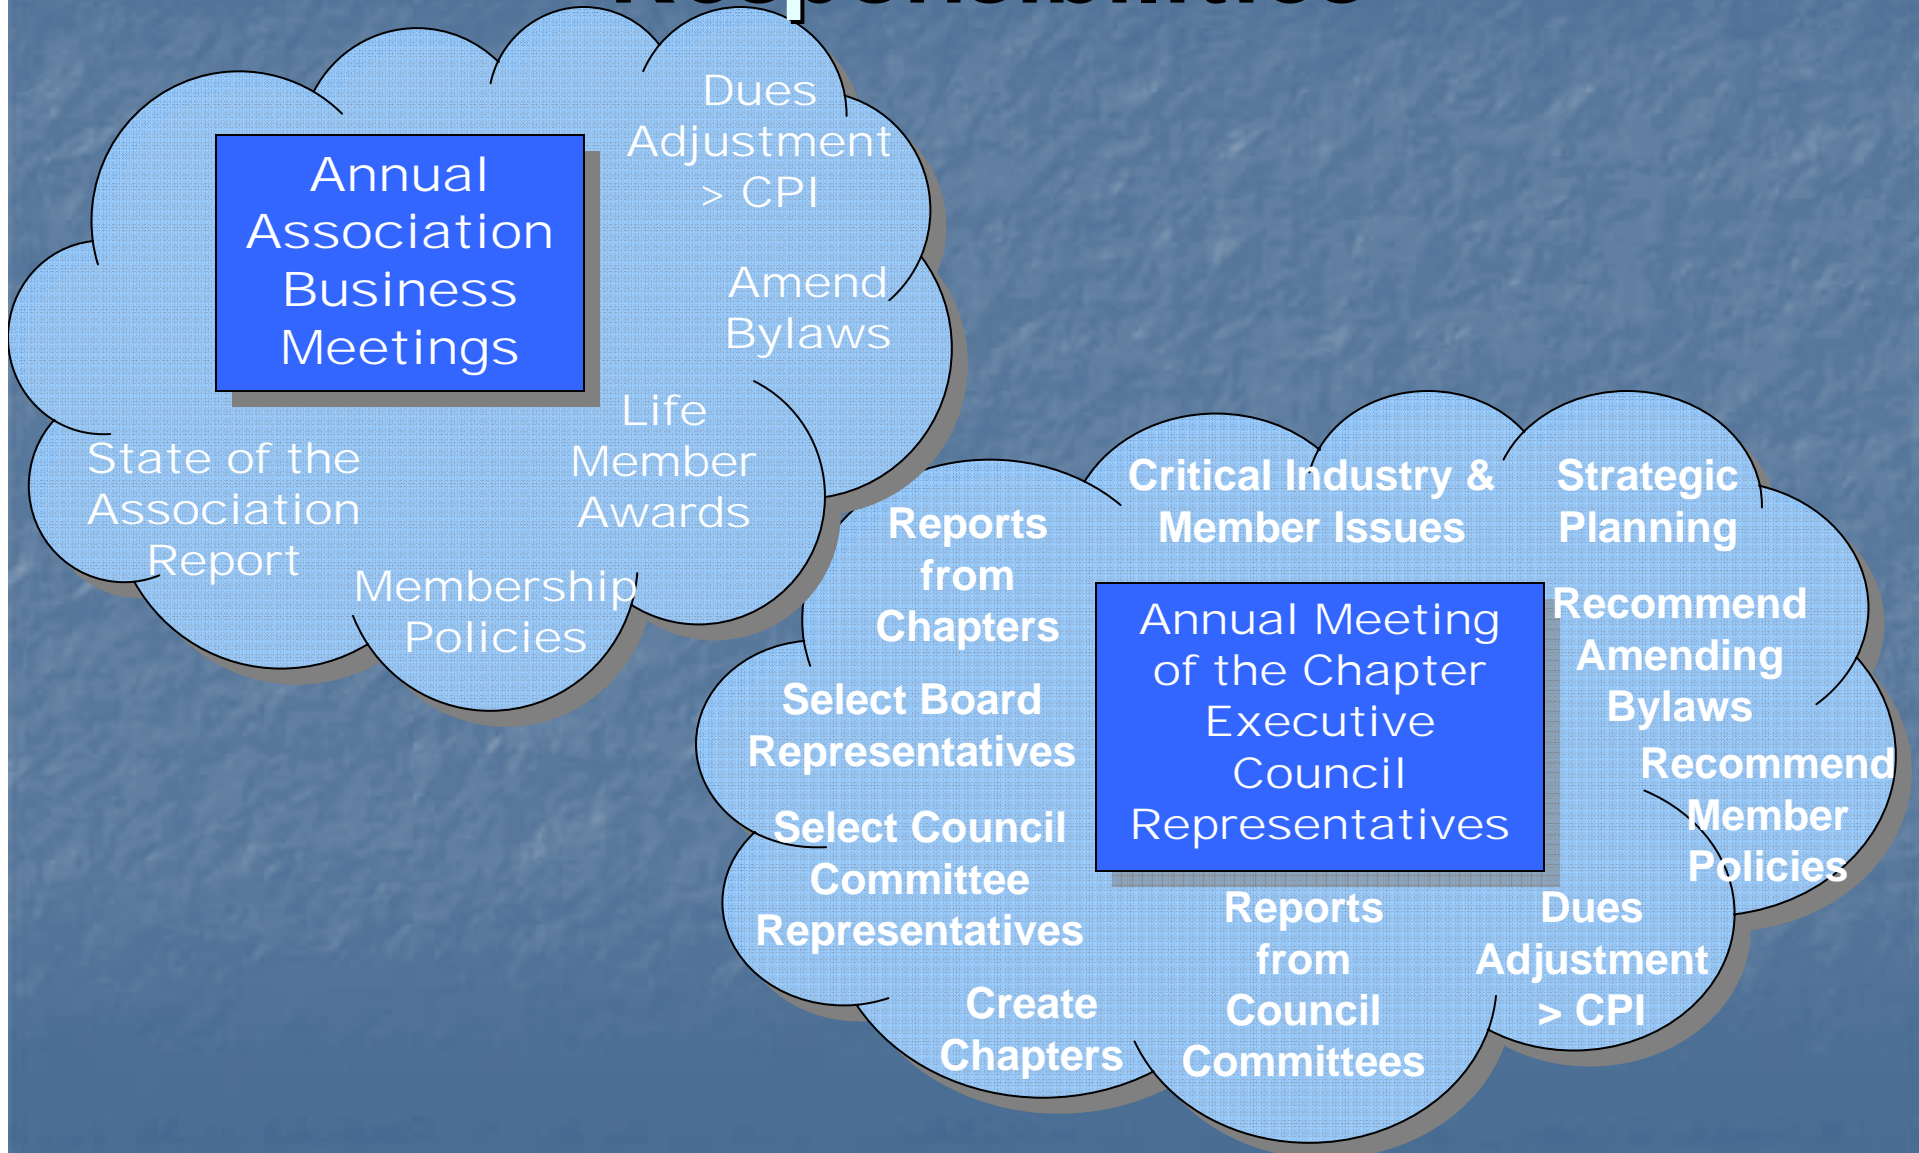 Responsibilities
Dues
Adjustment
> CPI
Annual
Association
Business
Meetings
Amend
Bylaws
Life
Member
Awards
State of the
Association
Report
Membership
Policies
Critical Industry &
Member Issues
Strategic
Planning
Reports
from
Chapters
Annual Meeting
of the Chapter
Executive
Council
Representatives
Recommend
Amending
Bylaws
Select Board
Representatives
Recommend
Member
Policies
Select Council
Committee
Representatives
Reports
from
Council
Committees
Dues
Adjustment
> CPI
Create
Chapters